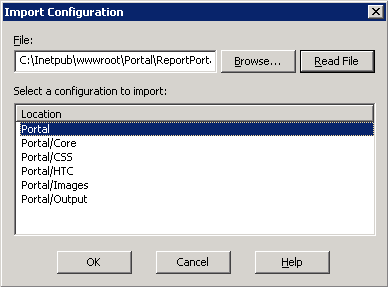 Import Configuration
File:
C:\Inetpub\wwwroot\Portal\ReportPort.
Browse...
Read File
Select a configuration to import:
Location
Portal
Portal/Core
Portal/CSS
Portal/HTC
Portal/Images
Portal/Output
OK
Cancel
Help